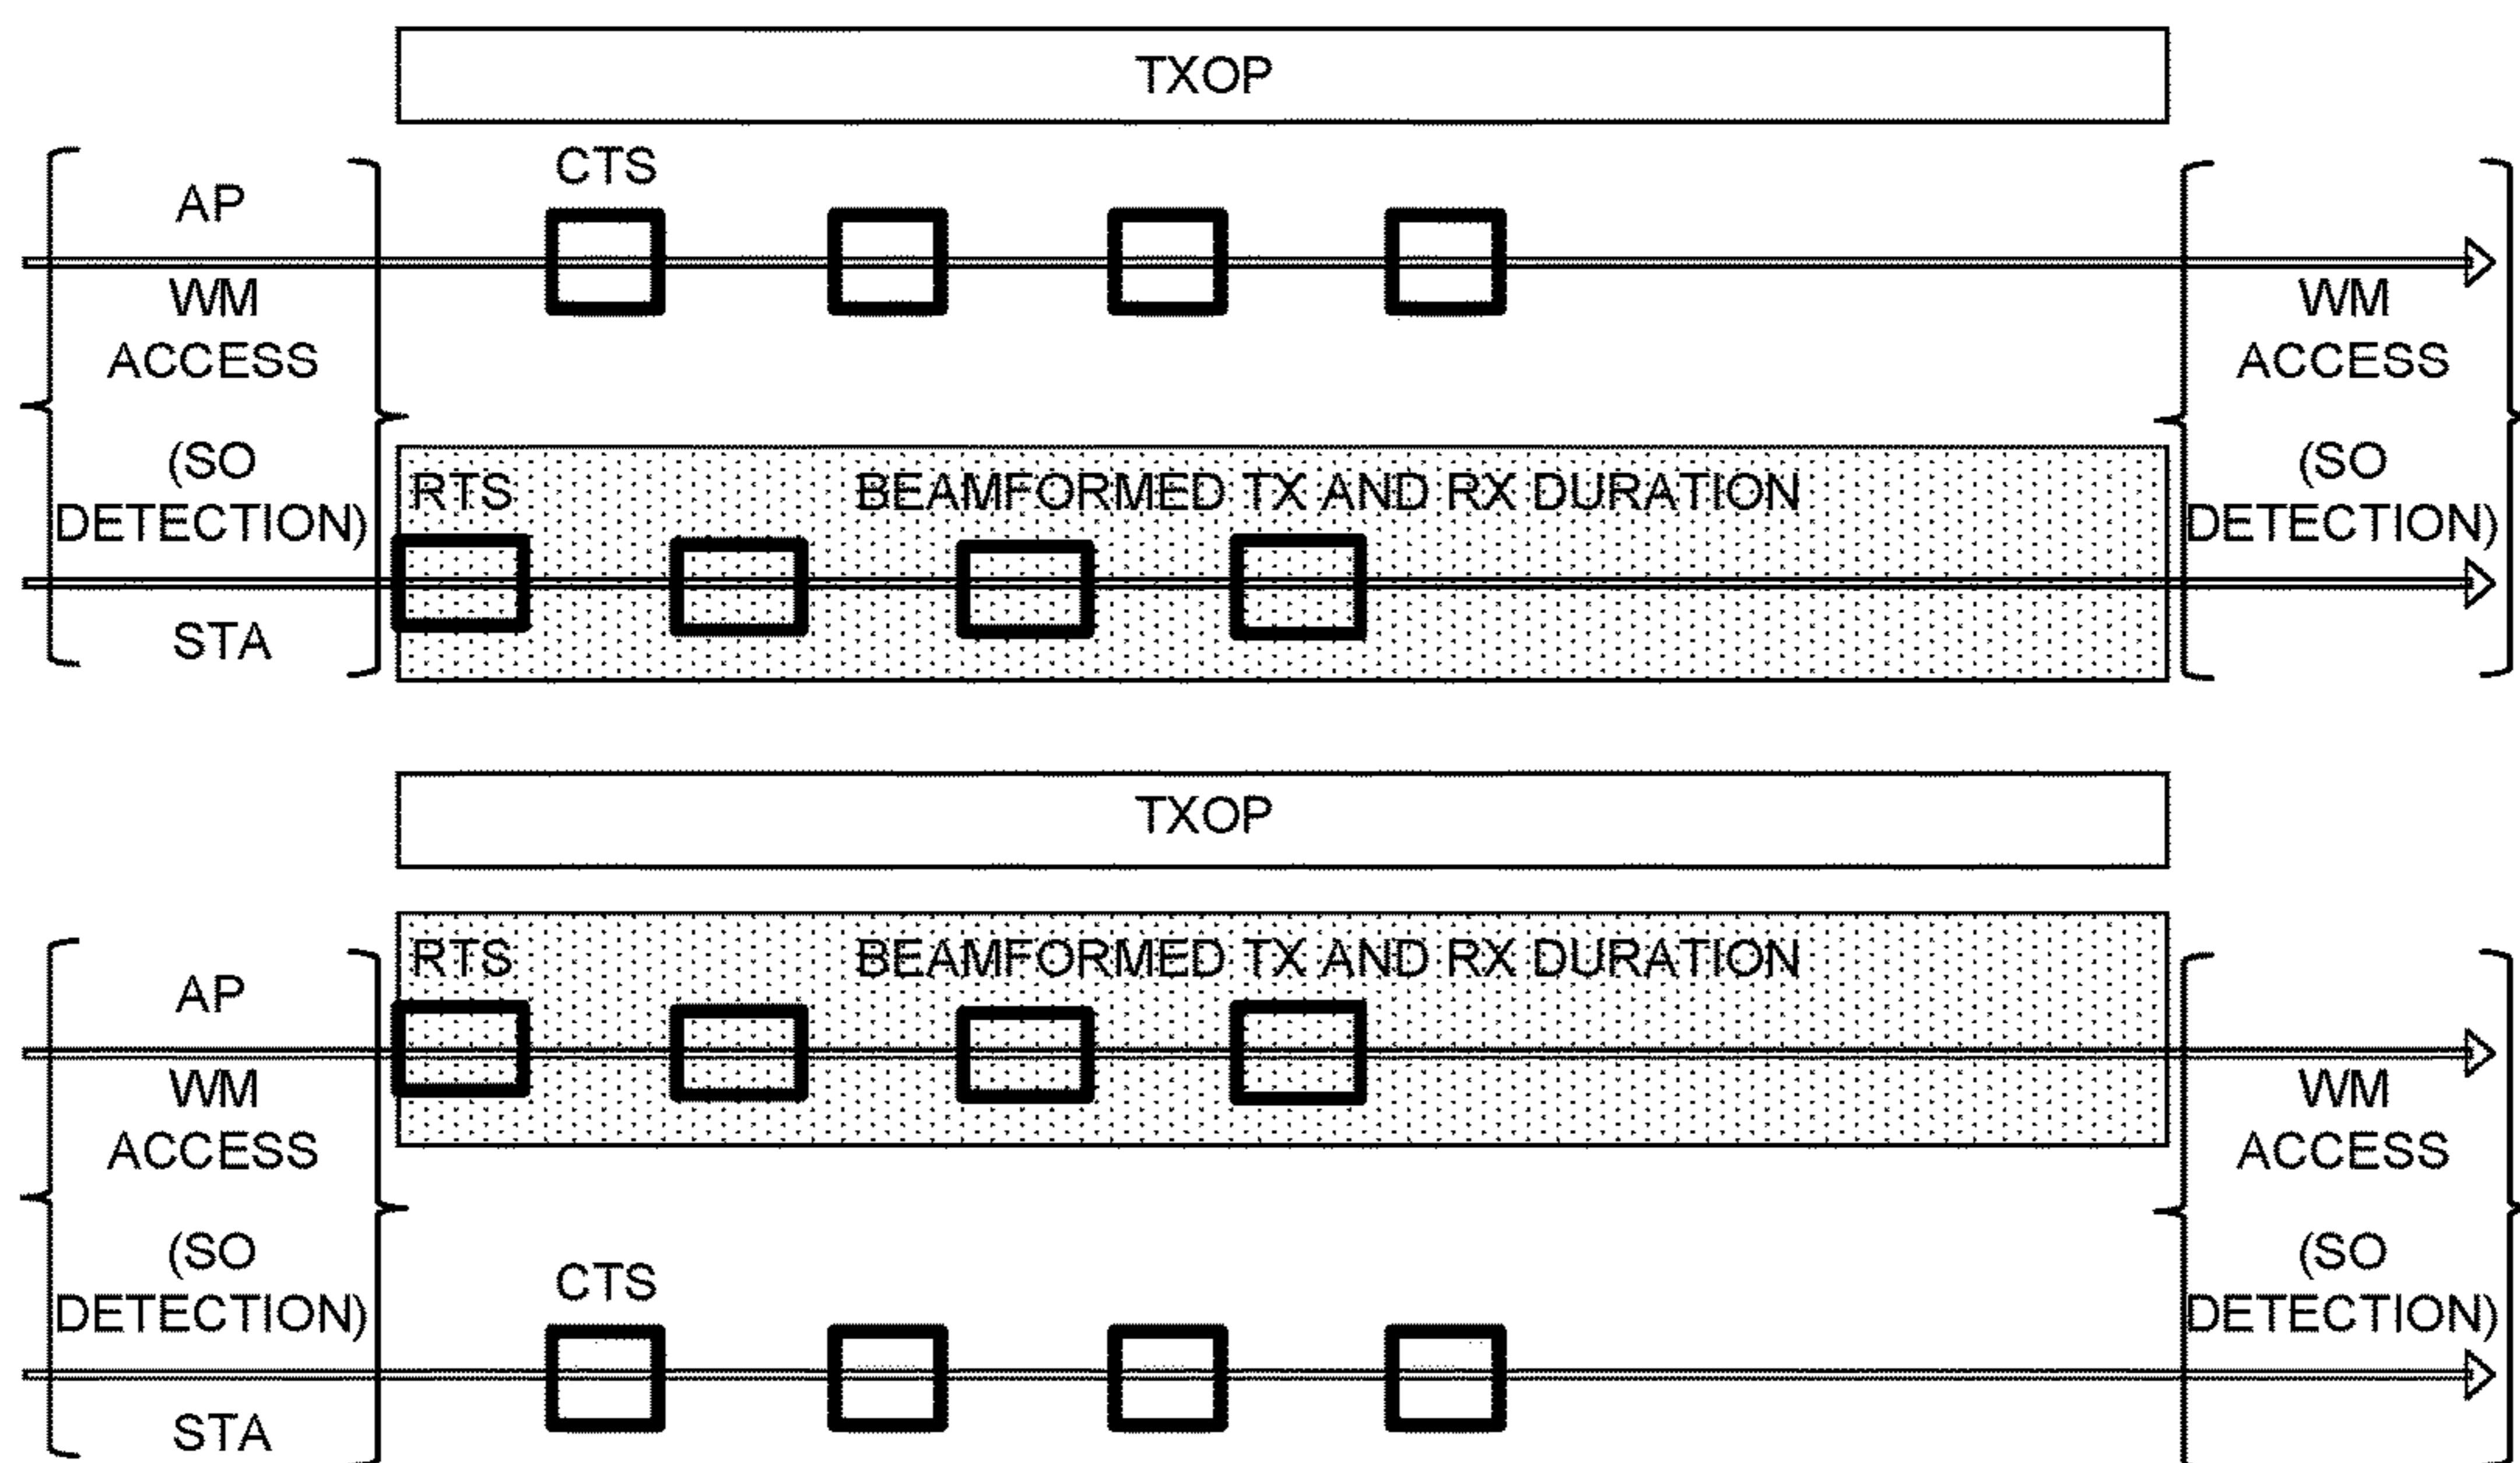 TXOP
CTS
AP
WM
ACCESS
(SO
DETECTION)
STA
RTS
BEAMFORMED TX AND RX DURATION
WM
ACCESS
(SO
DETECTION)
TXOP
RTS
BEAMFORMED TX AND RX DURATION
AP
WM
ACCESS
(SO
DETECTION)
STA
CTS
WM
ACCESS
(SO
DETECTION)